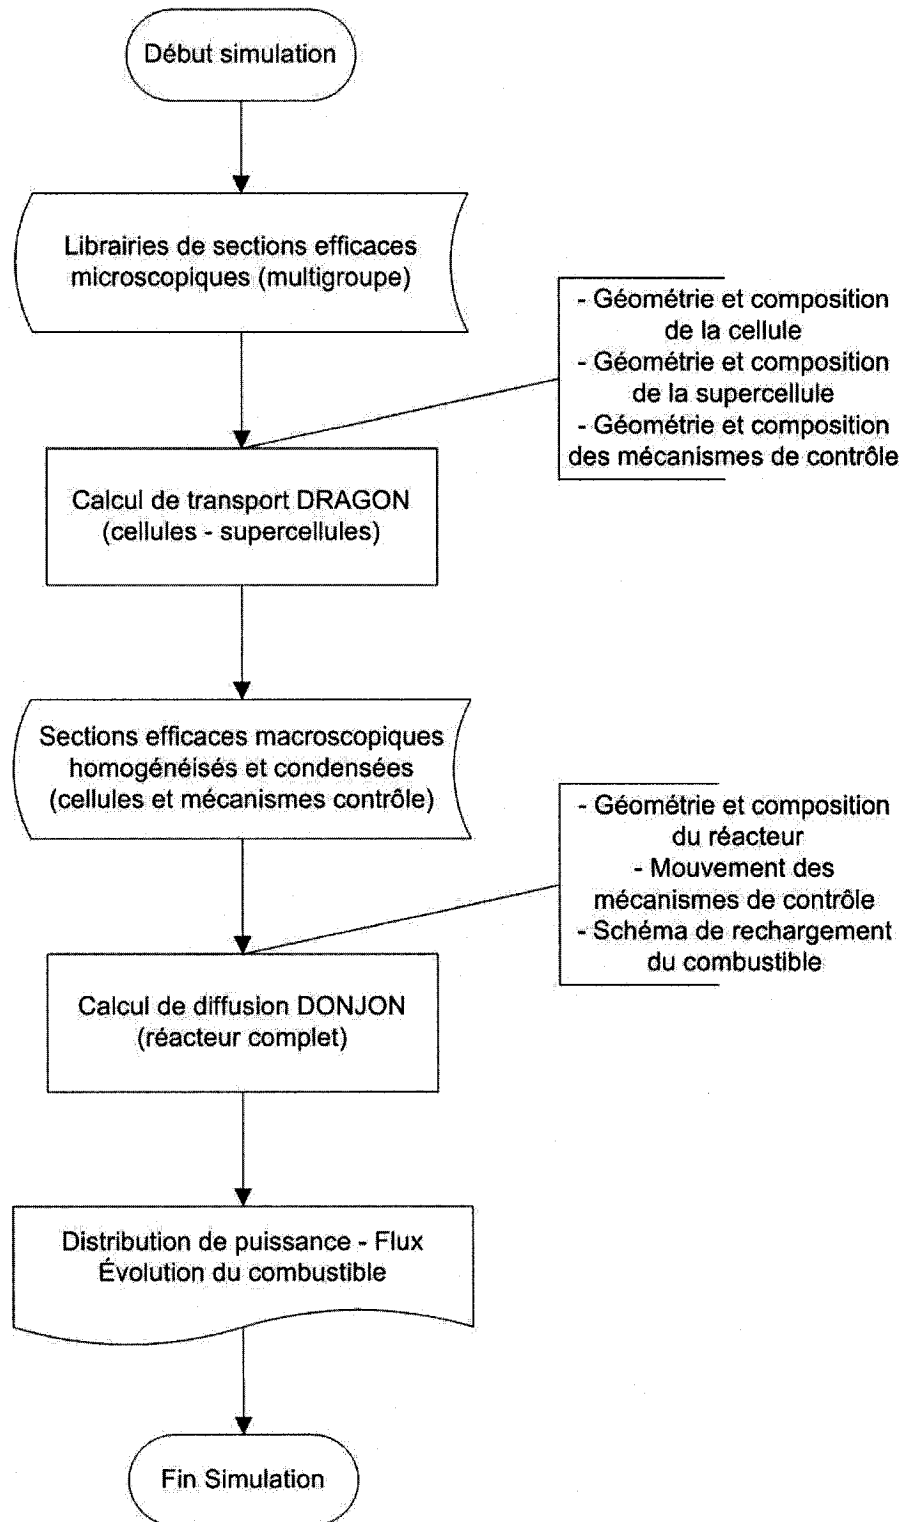 Début simulation
Librairies de sections efficaces
microscopiques (multigroupe)
- Géométrie et composition
de la cellule
- Géométrie et composition
de la supercellule
- Géométrie et composition
des mécanismes de contrôle
Calcul de transport DRAGON
(cellules - supercellules)
Sections efficaces macroscopiques
homogénéisés et condensées
(cellules et mécanismes contrôle)
- Géométrie et composition
du réacteur
- Mouvement des
mécanismes de contrôle
- Schéma de rechargement
du combustible
Calcul de diffusion DONJON
(réacteur complet)
Distribution de puissance - Flux
Évolution du combustible
Fin Simulation